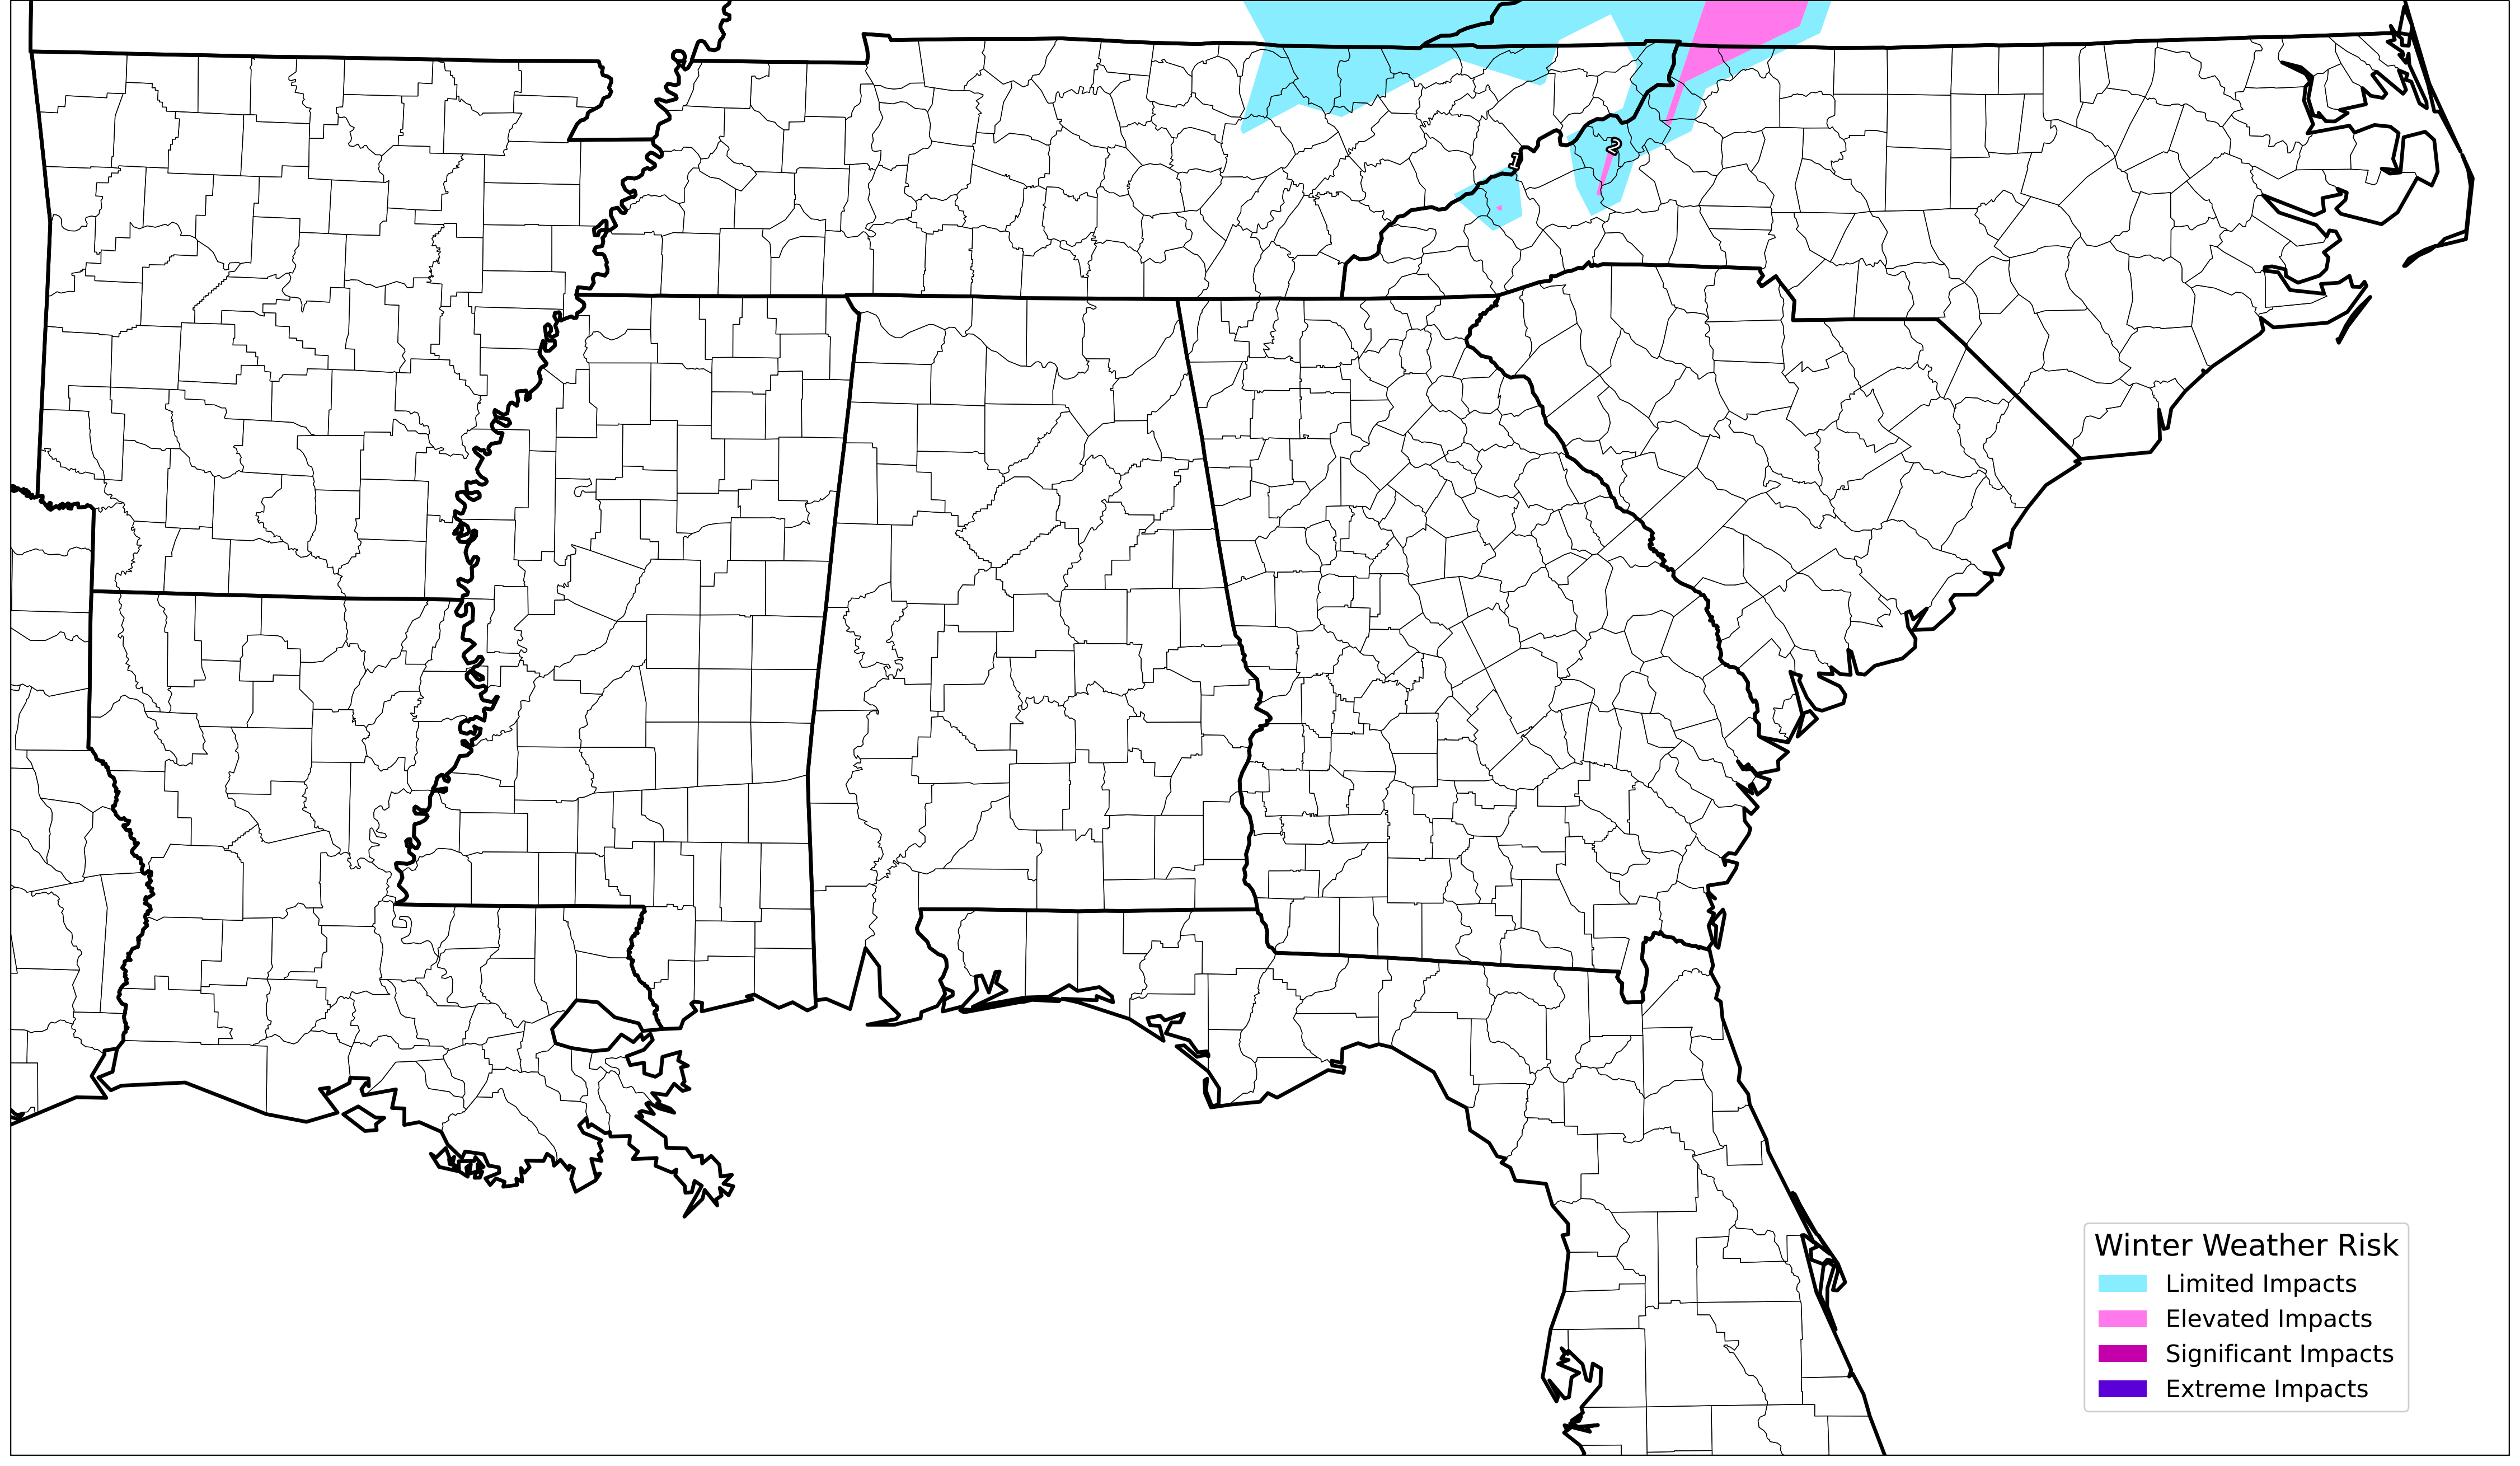 1
2
Winter Weather Risk
Limited Impacts
Elevated Impacts
Significant Impacts
Extreme Impacts